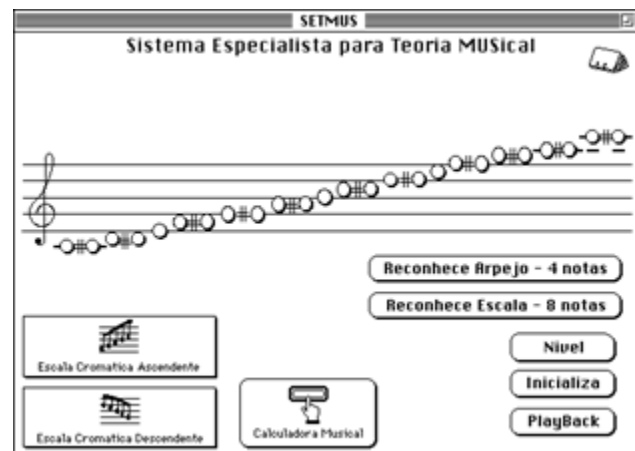 SETMUS
Sistema Especialista para Teoria MUSical
Reconhece Arpejo - 4 notas
Reconhece Escala - 8 notas
Escala Cromatica Ascendente
Nivel
Inicializa
Escala Cromatica Descendente
Calculadora Musical
PlayBack